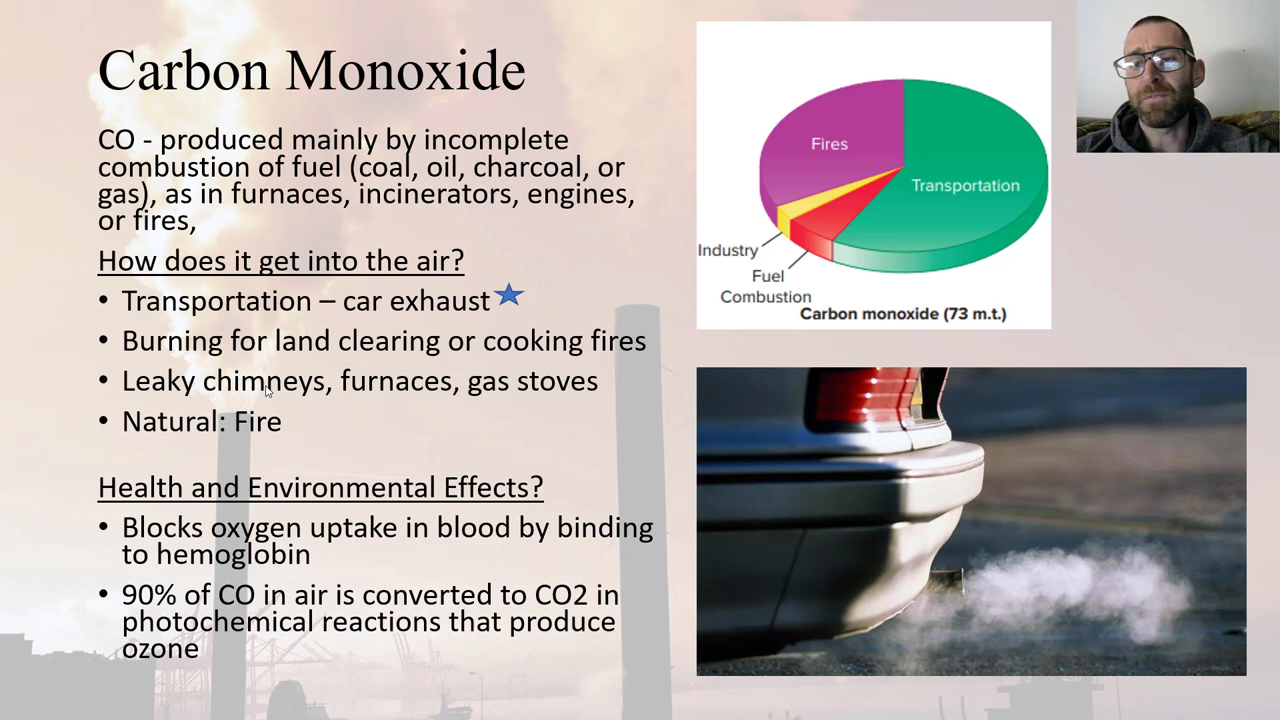 Carbon Monoxide
CO - produced mainly by incomplete
combustion of fuel (coal, oil, charcoal, or
gas), as in furnaces, incinerators, engines,
or fires,
How does it get into the air?
• Transportation – car exhaust
• Burning for land clearing or cooking fires
• Leaky chimneys, furnaces, gas stoves
• Natural: Fire
Health and Environmental Effects?
• Blocks oxygen uptake in blood by binding
to hemoglobin
• 90% of CO in air is converted to CO2 in
photochemical reactions that produce
ozone
Fires
Transportation
Industry
Fuel
Combustion
Carbon monoxide (73 m.t.)